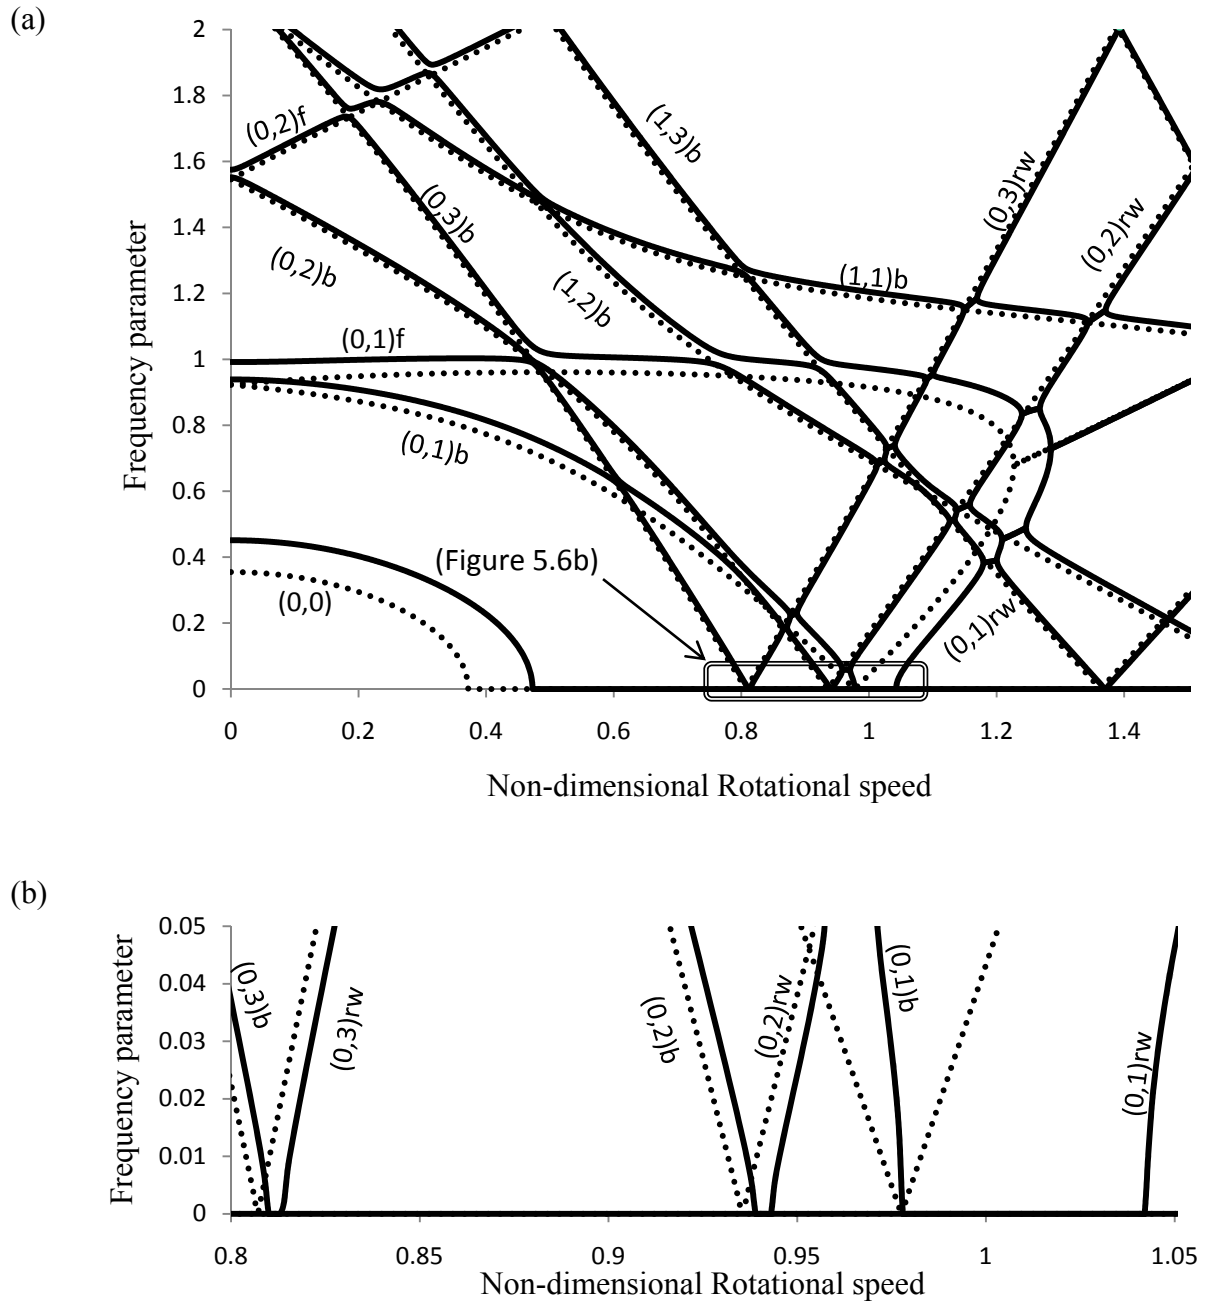 (a)
2
1.8
1.6
1.4
1.2
1
0.8
0.6
0.4
0.2
0
Frequency parameter
(0,2)f
(0,3)b
(0,2)b
(0,1)f
(0,1)b
(0,0)
(1,3)b
(1,2)b
(1,1)b
(0,3)rw
(0,2)rw
(0,1)rw
(Figure 5.6b)
0 0.2 0.4 0.6 0.8 1 1.2 1.4
Non-dimensional Rotational speed
(b)
0.05
0.04
0.03
0.02
0.01
0
Frequency parameter
(0,3)b
(0,3)rw
(0,2)b
(0,2)rw
(0,1)b
(0,1)rw
0.8 0.85 0.9 0.95 1 1.05
Non-dimensional Rotational speed